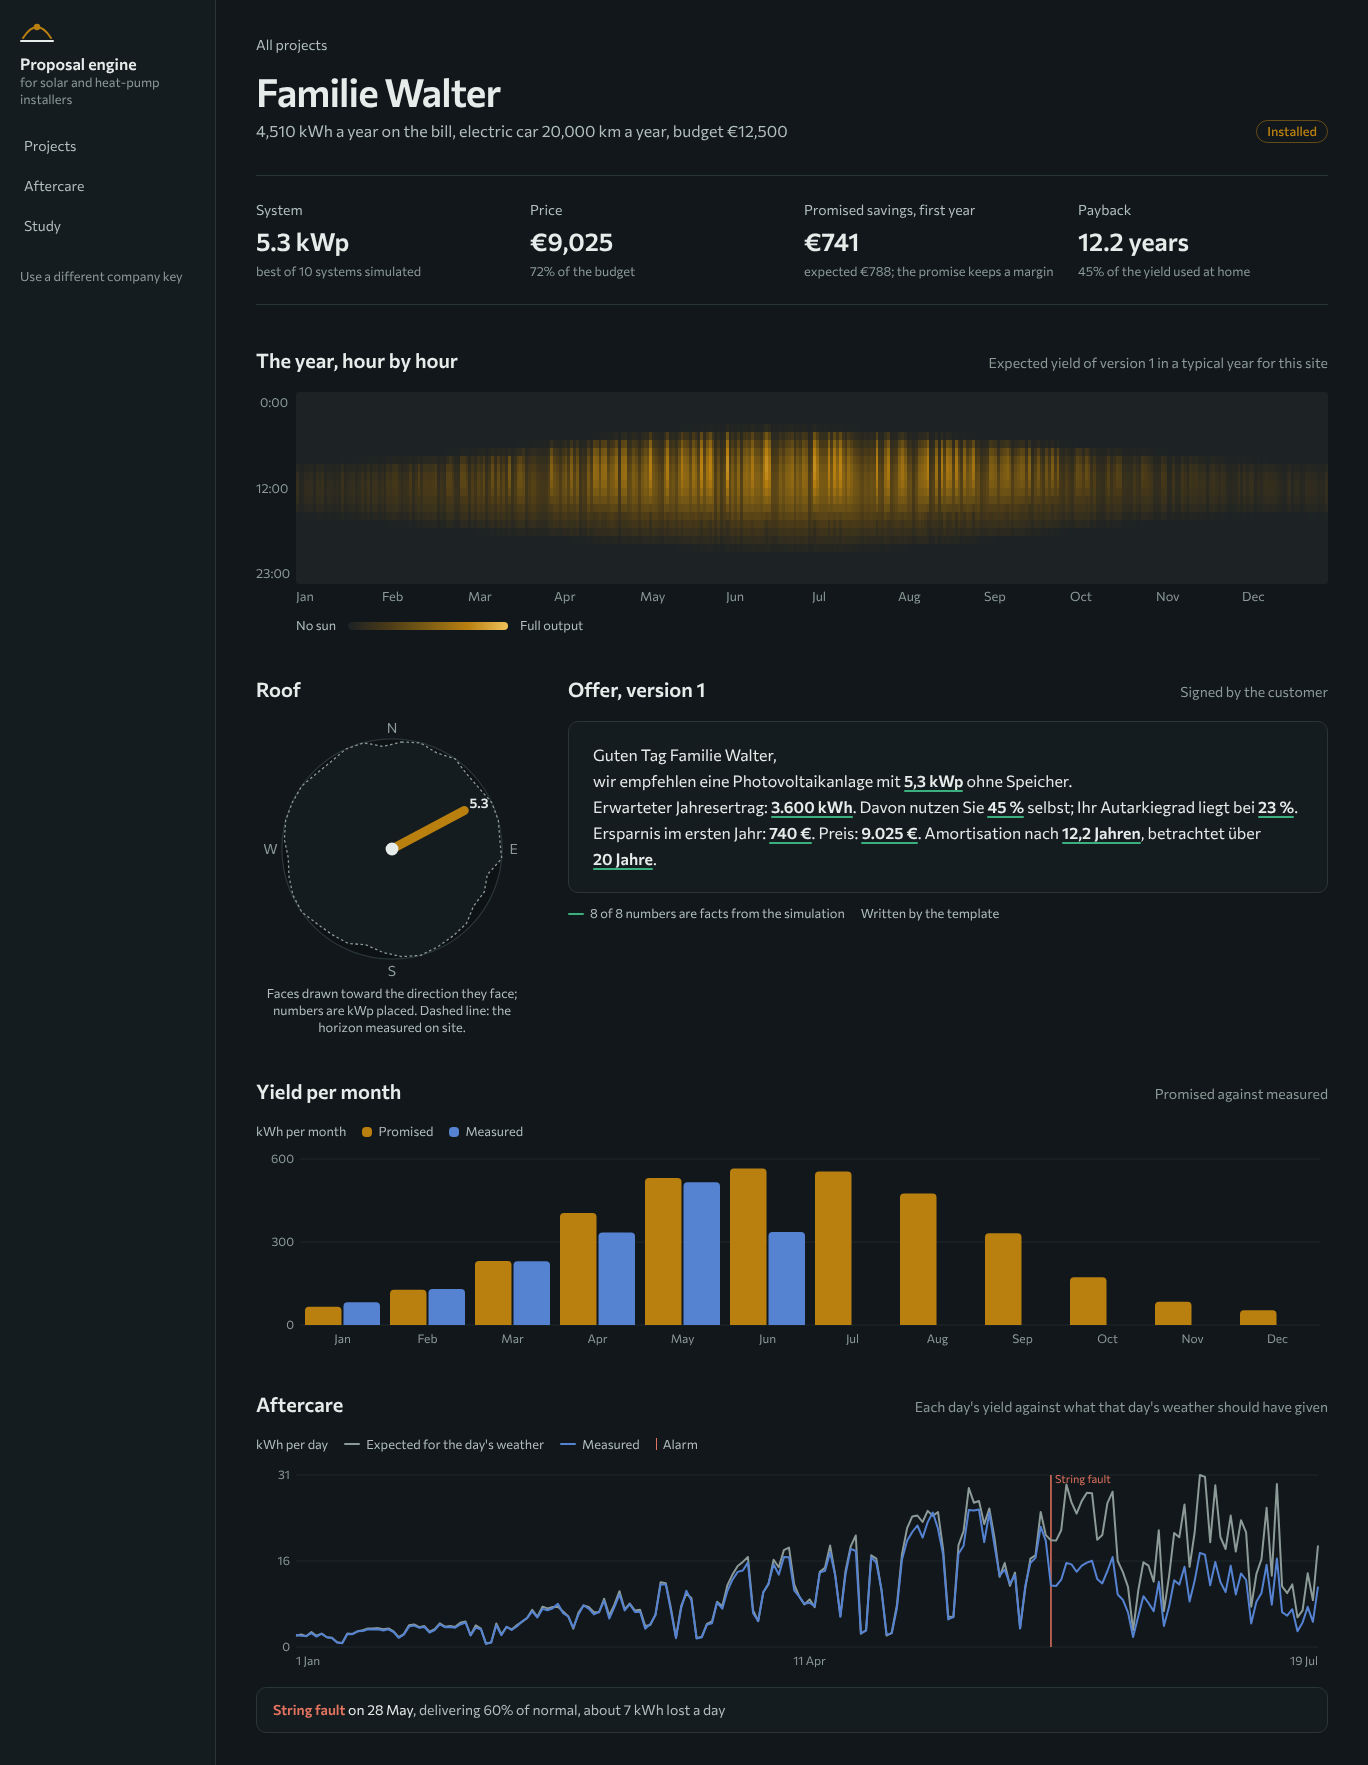 Proposal engine
for solar and heat-pump
installers
Projects
Aftercare
Study
Use a different company key
All projects
Familie Walter
4,510 kWh a year on the bill, electric car 20,000 km a year, budget €12,500
Installed
System
5.3 kWp
best of 10 systems simulated
Price
€9,025
72% of the budget
Promised savings, first year
€741
expected €788; the promise keeps a margin
Payback
12.2 years
45% of the yield used at home
The year, hour by hour
Expected yield of version 1 in a typical year for this site
0:00
12:00
23:00
Jan Feb Mar Apr May Jun Jul Aug Sep Oct Nov Dec
No sun Full output
Roof
N
5.3
W E
S
Faces drawn toward the direction they face;
numbers are kWp placed. Dashed line: the
horizon measured on site.
Offer, version 1
Signed by the customer
Guten Tag Familie Walter,
wir empfehlen eine Photovoltaikanlage mit 5,3 kWp ohne Speicher.
Erwarteter Jahresertrag: 3.600 kWh. Davon nutzen Sie 45 % selbst; Ihr Autarkiegrad liegt bei 23 %.
Ersparnis im ersten Jahr: 740 €. Preis: 9.025 €. Amortisation nach 12,2 Jahren, betrachtet über
20 Jahre.
8 of 8 numbers are facts from the simulation Written by the template
Yield per month
Promised against measured
kWh per month Promised Measured
600
300
0
Jan Feb Mar Apr May Jun Jul Aug Sep Oct Nov Dec
Aftercare
Each day's yield against what that day's weather should have given
kWh per day Expected for the day's weather Measured Alarm
31
String fault
16
0
1 Jan 11 Apr 19 Jul
String fault on 28 May, delivering 60% of normal, about 7 kWh lost a day